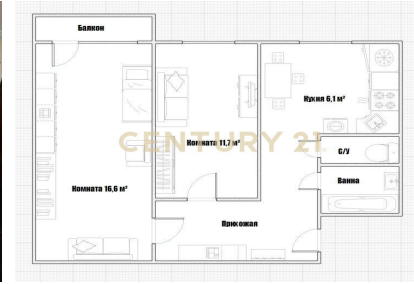 Балкон
Кухня 6,1 м²
CENTURY 21
Комната 11,7 м²
С/У
Ванна
Комната 16,6 м²
Прихожая